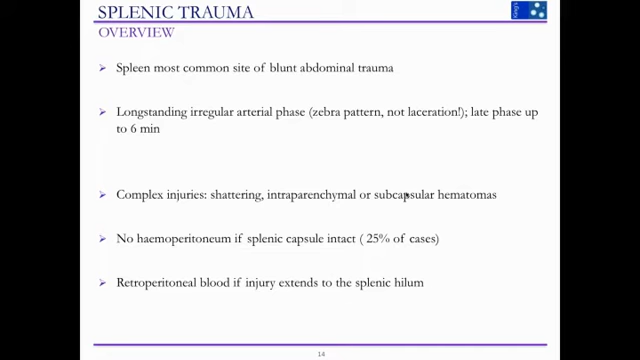 SPLENIC TRAUMA
OVERVIEW
Spleen most common site of blunt abdominal trauma
Longstanding irregular arterial phase (zebra pattern, not laceration!); late phase up
to 6 min
Complex injuries: shattering, intraparenchymal or subcapsular hematomas
No haemoperitoneum if splenic capsule intact ( 25% of cases)
Retroperitoneal blood if injury extends to the splenic hilum
14